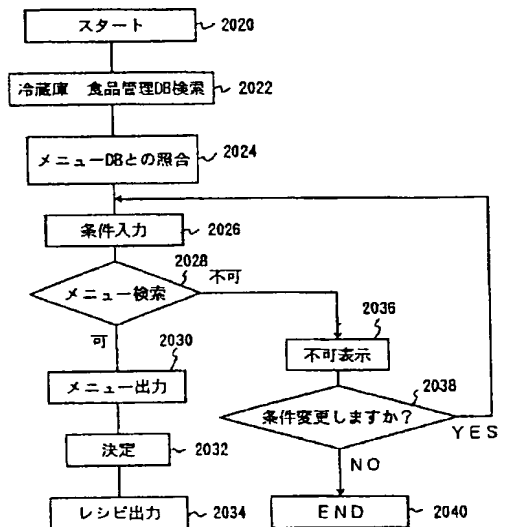 スタート
2020
冷蔵庫 食品管理DB検索
2022
メニューDBとの照合
2024
条件入力
2026
2028
メニュー検索
不可
可
2030
メニュー出力
決定
2032
レシピ出力
2034
2036
不可表示
2038
条件変更しますか?
YES
NO
END
2040